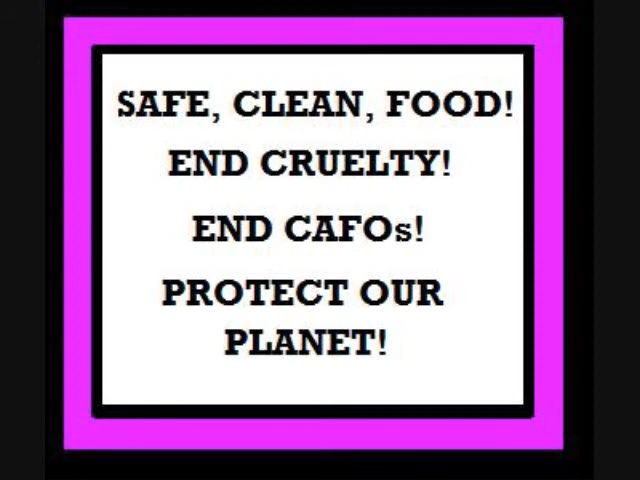 SAFE, CLEAN, FOOD!
END CRUELTY!
END CAFOs!
PROTECT OUR
PLANET!